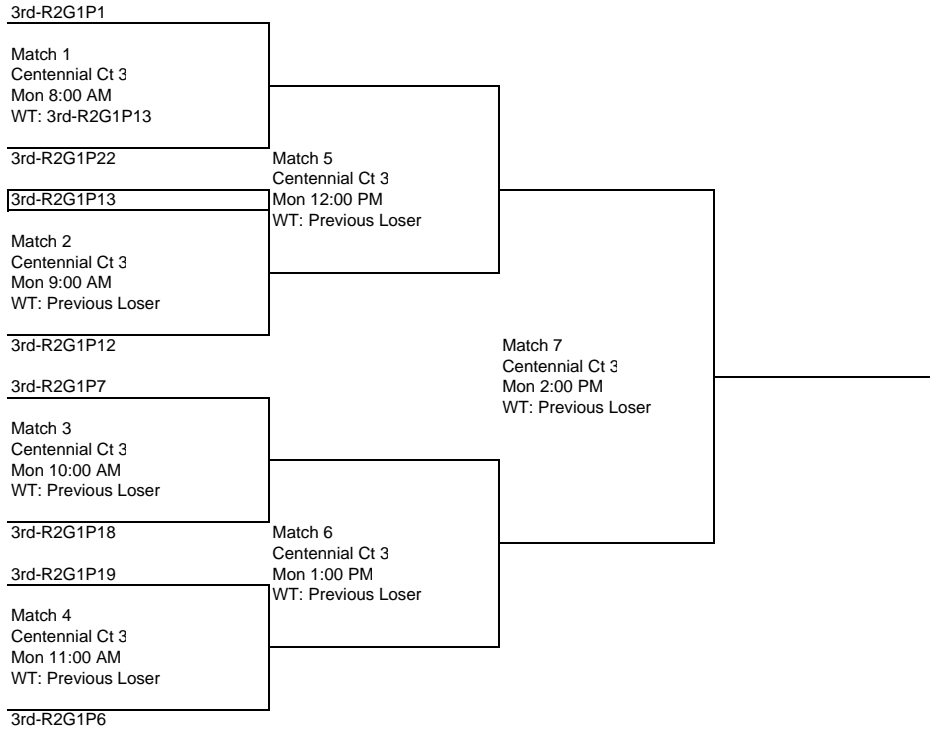 3rd-R2G1P1
Match 1
Centennial Ct 3
Mon 8:00 AM
WT: 3rd-R2G1P13
3rd-R2G1P22
3rd-R2G1P13
Match 2
Centennial Ct 3
Mon 9:00 AM
WT: Previous Loser
3rd-R2G1P12
3rd-R2G1P7
Match 3
Centennial Ct 3
Mon 10:00 AM
WT: Previous Loser
3rd-R2G1P18
3rd-R2G1P19
Match 4
Centennial Ct 3
Mon 11:00 AM
WT: Previous Loser
3rd-R2G1P6
Match 5
Centennial Ct 3
Mon 12:00 PM
WT: Previous Loser
Match 6
Centennial Ct 3
Mon 1:00 PM
WT: Previous Loser
Match 7
Centennial Ct 3
Mon 2:00 PM
WT: Previous Loser